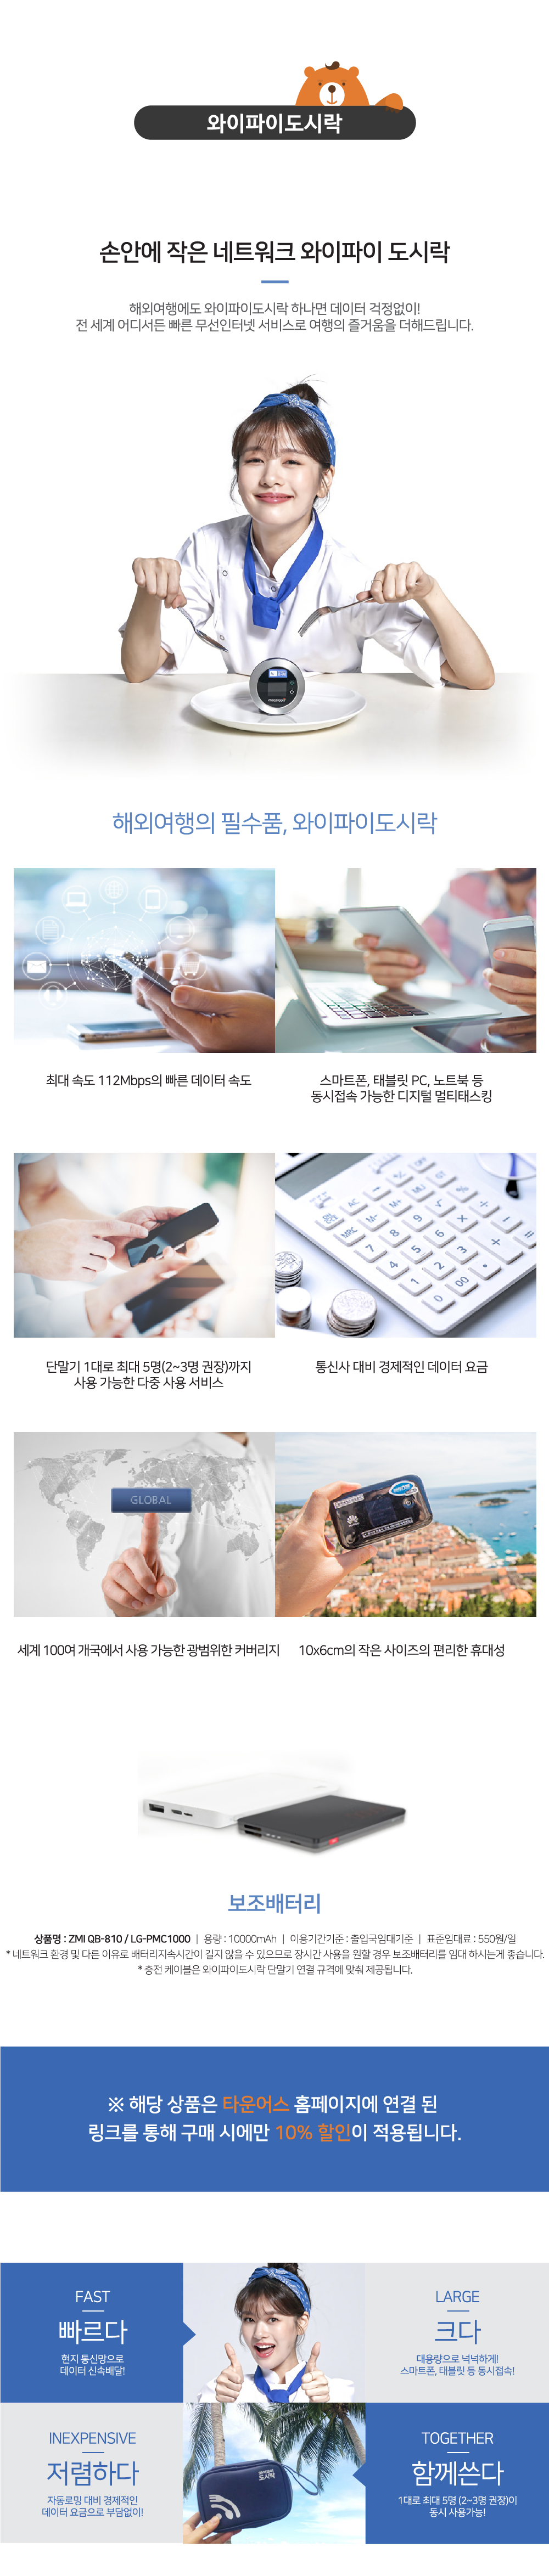 와이파이도시락
손안에 작은 네트워크 와이파이 도시락
해외여행에도 와이파이도시락 하나면 데이터 걱정없이!
전 세계 어디서든 빠른 무선인터넷 서비스로 여행의 즐거움을 더해드립니다.
해외여행의 필수품, 와이파이도시락
최대 속도 112Mbps의 빠른 데이터 속도
스마트폰, 태블릿 PC, 노트북 등
동시접속 가능한 디지털 멀티태스킹
AC
MRC
M-
M+
MU
GT
%
7
8
9
4
5
6
1
2
3
0
00
단말기 1대로 최대 5명(2~3명 권장)까지
사용 가능한 다중 사용 서비스
통신사 대비 경제적인 데이터 요금
GLOBAL
HUAWEI
세계 100여 개국에서 사용 가능한 광범위한 커버리지
10x6cm의 작은 사이즈의 편리한 휴대성
보조배터리
상품명 : ZMI QB-810 / LG-PMC1000 | 용량 : 10000mAh | 이용기간기준 : 출입국임대기준 | 표준임대료 : 550원/일
* 네트워크 환경 및 다른 이유로 배터리지속시간이 길지 않을 수 있으므로 장시간 사용을 원할 경우 보조배터리를 임대 하시는게 좋습니다.
* 충전 케이블은 와이파이도시락 단말기 연결 규격에 맞춰 제공됩니다.
※ 해당 상품은 타운어스 홈페이지에 연결 된
링크를 통해 구매 시에만 10% 할인이 적용됩니다.
FAST
빠르다
현지 통신망으로
데이터 신속배달!
LARGE
크다
대용량으로 넉넉하게!
스마트폰, 태블릿 등 동시접속!
INEXPENSIVE
저렴하다
자동로밍 대비 경제적인
데이터 요금으로 부담없이!
와이파이
도시락
TOGETHER
함께쓴다
1대로 최대 5명 (2~3명 권장)이
동시 사용가능!